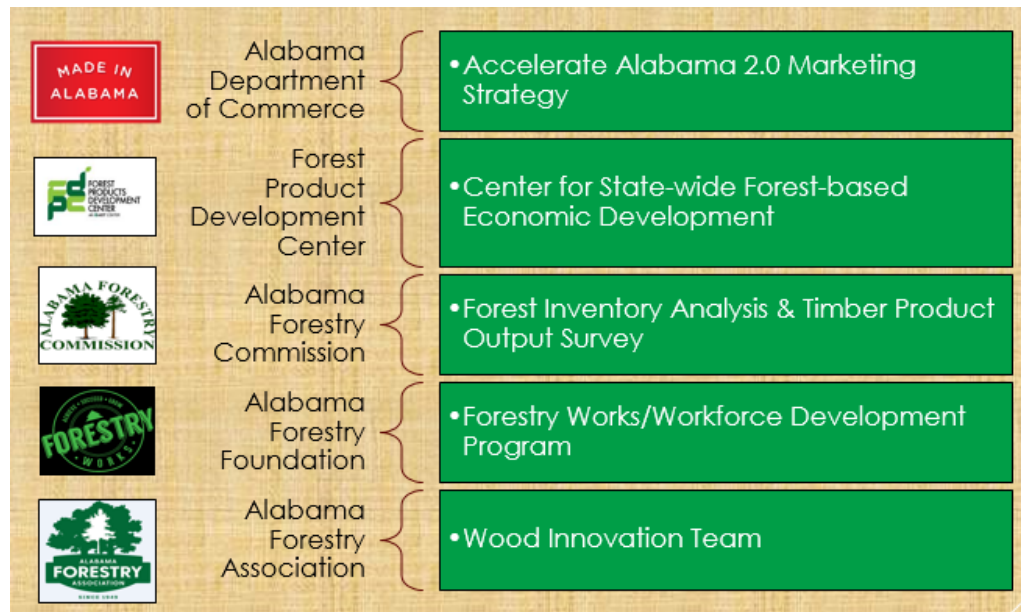 MADE IN
ALABAMA
Alabama
Department
of Commerce
•Accelerate Alabama 2.0 Marketing
Strategy
FOREST
PRODUCTS
DEVELOPMENT
CENTER
Forest
Product
Development
Center
•Center for State-wide Forest-based
Economic Development
ALABAMA FORESTRY
COMMISSION
Alabama
Forestry
Commission
•Forest Inventory Analysis & Timber Product
Output Survey
FORESTRY
WORKS
Alabama
Forestry
Foundation
•Forestry Works/Workforce Development
Program
ALABAMA
FORESTRY
ASSOCIATION
Alabama
Forestry
Association
•Wood Innovation Team